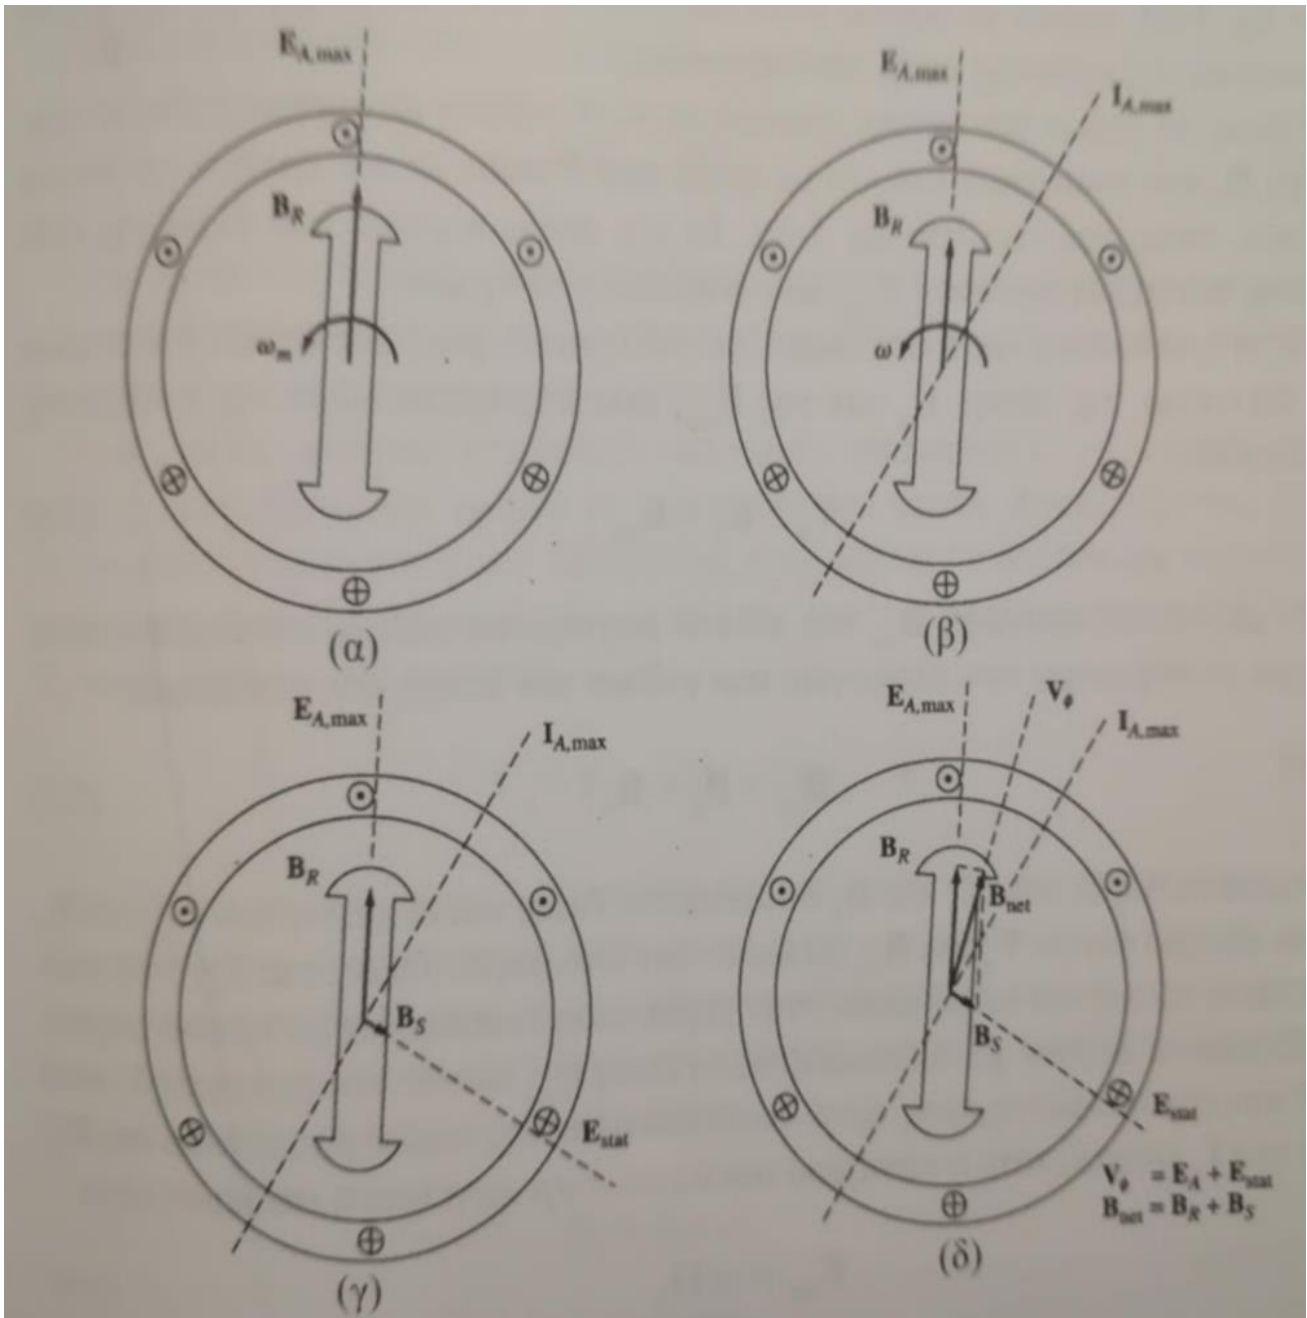 E_A,max
B_R
ω_m
(α)
E_A,max
I_A,max
B_R
ω
(β)
E_A,max
I_A,max
B_R
B_S
E_stat
(γ)
E_A,max
V_ϕ
I_A,max
B_R
B_net
B_S
E_stat
V_ϕ = E_A + E_stat
B_net = B_R + B_S
(δ)